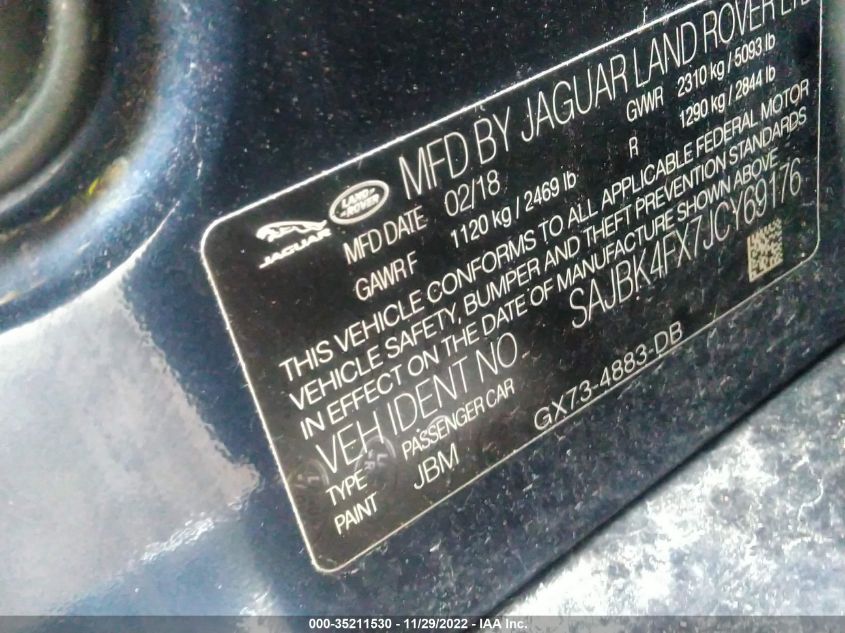 JAGUAR
LAND ROVER
MFD BY JAGUAR LAND ROVER LTD
MFD DATE 02/18 GVWR 2310 kg / 5093 lb
GAWR F 1120 kg / 2469 lb R 1290 kg / 2844 lb
THIS VEHICLE CONFORMS TO ALL APPLICABLE FEDERAL MOTOR
VEHICLE SAFETY, BUMPER AND THEFT PREVENTION STANDARDS
IN EFFECT ON THE DATE OF MANUFACTURE SHOWN ABOVE
VEH IDENT NO SAJBK4FX7JCY69176
TYPE PASSENGER CAR
PAINT JBM GX73-4883-DB
000-35211530 - 11/29/2022 - IAA Inc.